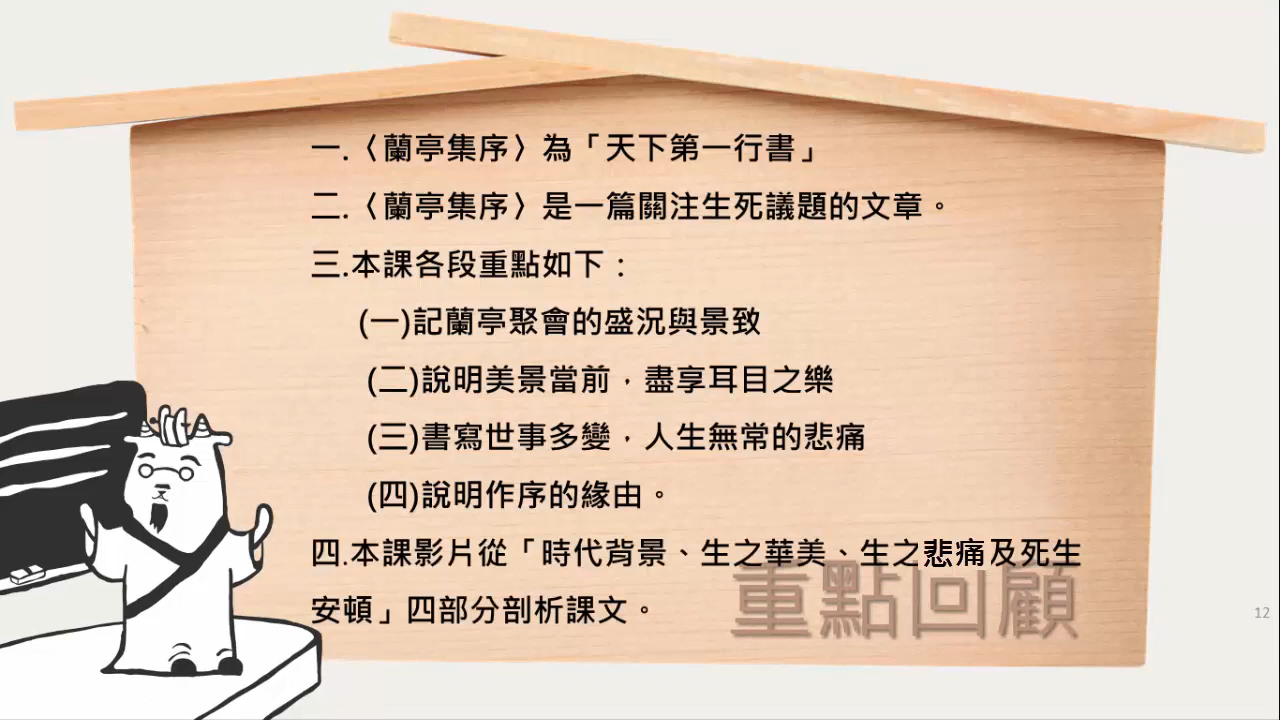 一.〈蘭亭集序〉為「天下第一行書」
二.〈蘭亭集序〉是一篇關注生死議題的文章。
三.本課各段重點如下：
(一)記蘭亭聚會的盛況與景致
(二)說明美景當前，盡享耳目之樂
(三)書寫世事多變，人生無常的悲痛
(四)說明作序的緣由。
四.本課影片從「時代背景、生之華美、生之悲痛及死生
安頓」四部分剖析課文。
重點回顧
12